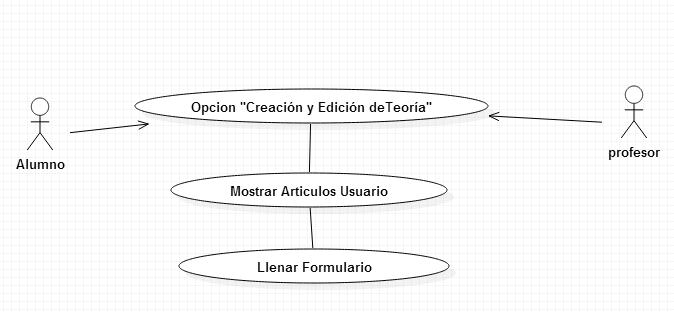 Opcion "Creación y Edición deTeoría"
Alumno
profesor
Mostrar Articulos Usuario
Llenar Formulario